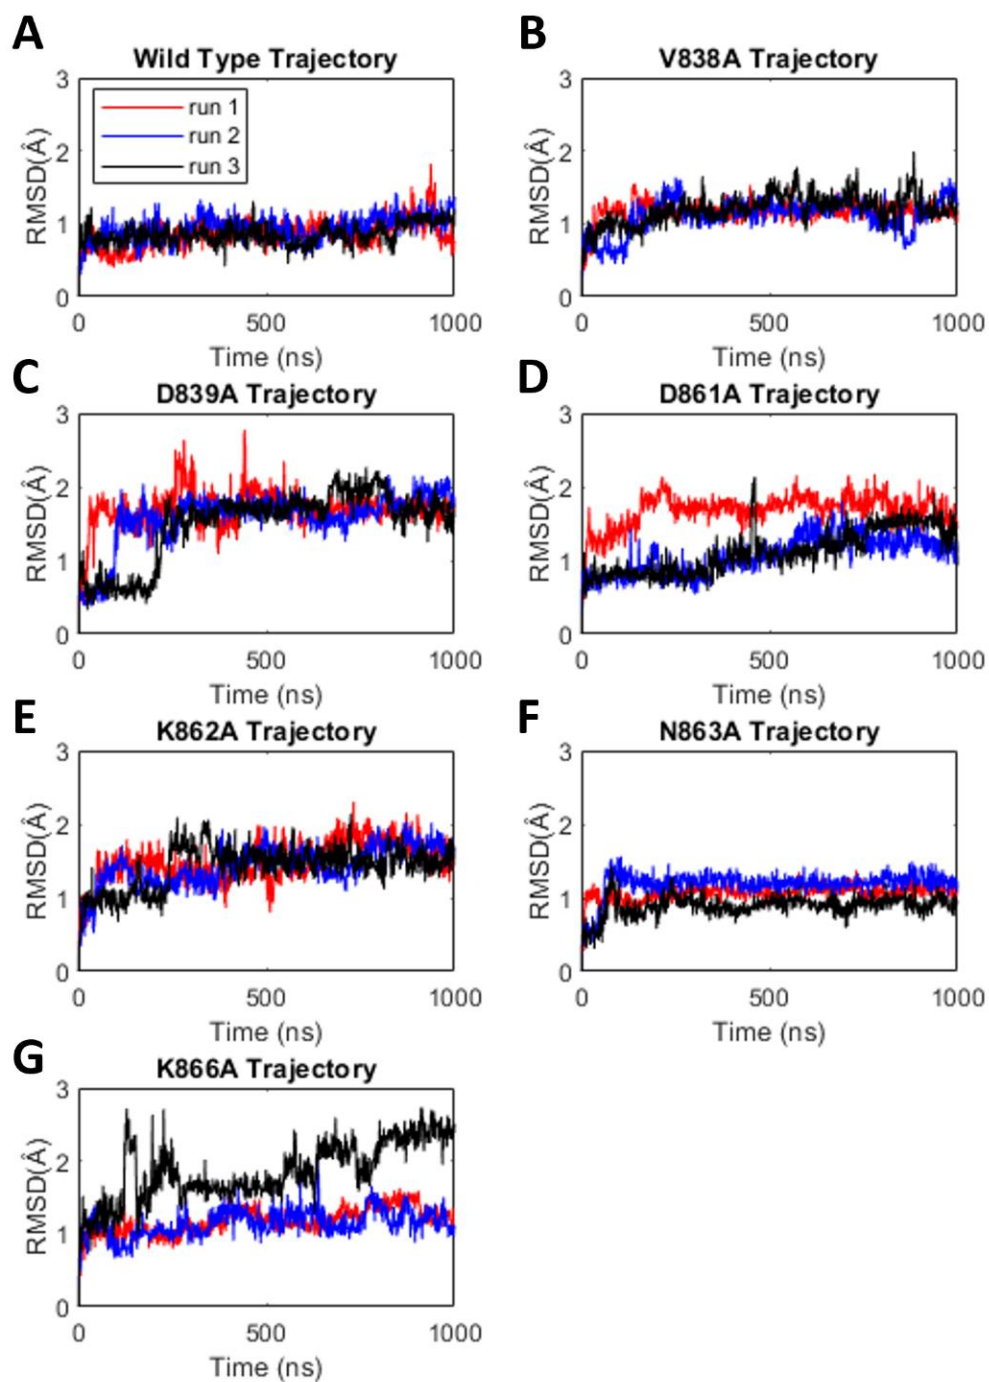 A
Wild Type Trajectory
3
2
1
0
RMSD(Å)
run 1
run 2
run 3
0
500
1000
Time (ns)
B
V838A Trajectory
3
2
1
0
RMSD(Å)
0
500
1000
Time (ns)
C
D839A Trajectory
3
2
1
0
RMSD(Å)
0
500
1000
Time (ns)
D
D861A Trajectory
3
2
1
0
RMSD(Å)
0
500
1000
Time (ns)
E
K862A Trajectory
3
2
1
0
RMSD(Å)
0
500
1000
Time (ns)
F
N863A Trajectory
3
2
1
0
RMSD(Å)
0
500
1000
Time (ns)
G
K866A Trajectory
3
2
1
0
RMSD(Å)
0
500
1000
Time (ns)